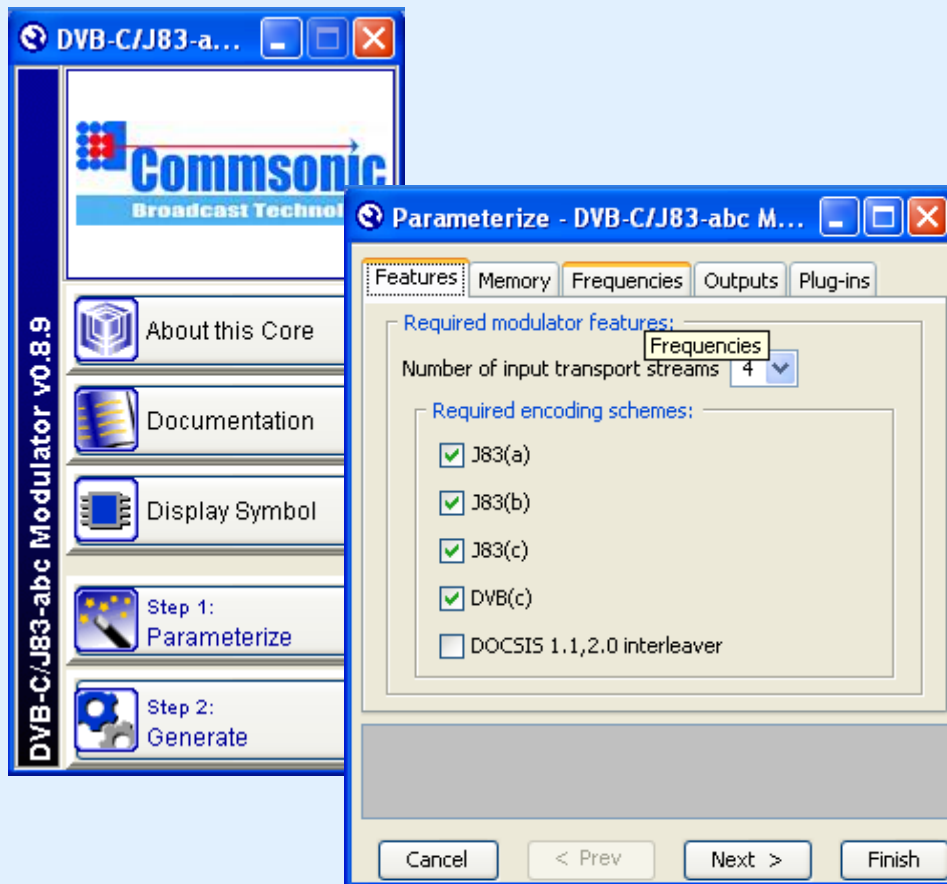 DVB-C/J83-a...
Commsonic
Broadcast Technol
DVB-C/J83-abc Modulator v0.8.9
About this Core
Documentation
Display Symbol
Step 1:
Parameterize
Step 2:
Generate
Parameterize - DVB-C/J83-abc M...
Features Memory Frequencies Outputs Plug-ins
Required modulator features:
Frequencies
Number of input transport streams 4
Required encoding schemes:
J83(a)
J83(b)
J83(c)
DVB(c)
DOCSIS 1.1,2.0 interleaver
Cancel < Prev Next > Finish